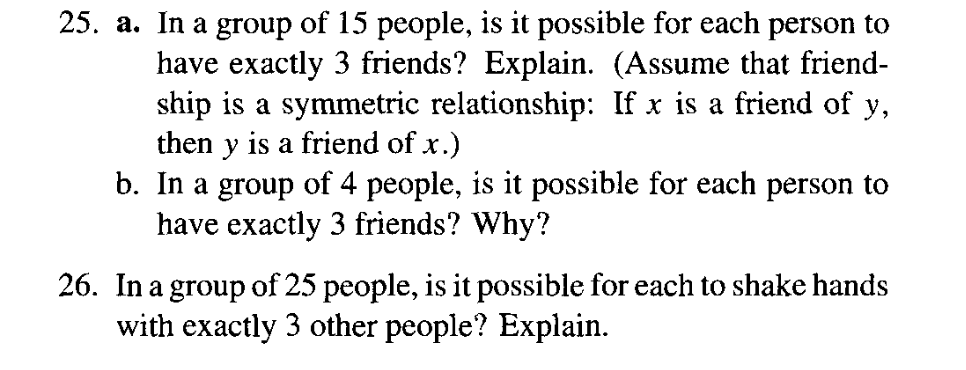 25. a. In a group of 15 people, is it possible for each person to
have exactly 3 friends? Explain. (Assume that friend-
ship is a symmetric relationship: If x is a friend of y,
then y is a friend of x.)
b. In a group of 4 people, is it possible for each person to
have exactly 3 friends? Why?
26. In a group of 25 people, is it possible for each to shake hands
with exactly 3 other people? Explain.